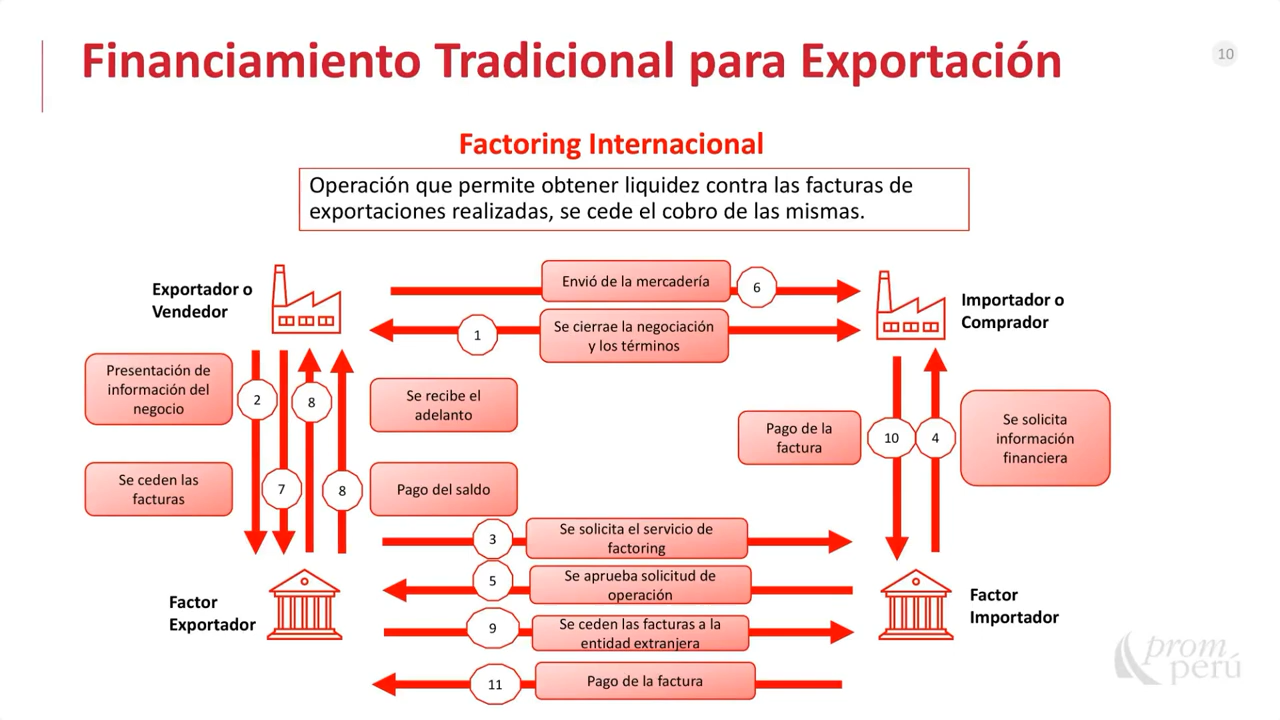 Financiamiento Tradicional para Exportación
10
Factoring Internacional
Operación que permite obtener liquidez contra las facturas de
exportaciones realizadas, se cede el cobro de las mismas.
Exportador o
Vendedor
Envió de la mercadería
6
Importador o
Comprador
1
Se cierrae la negociación
y los términos
Presentación de
información del
negocio
2
8
Se recibe el
adelanto
Pago de la
factura
10
4
Se solicita
información
financiera
Se ceden las
facturas
7
8
Pago del saldo
3
Se solicita el servicio de
factoring
5
Se aprueba solicitud de
operación
Factor
Exportador
Factor
Importador
9
Se ceden las facturas a la
entidad extranjera
11
Pago de la factura
prom
perú